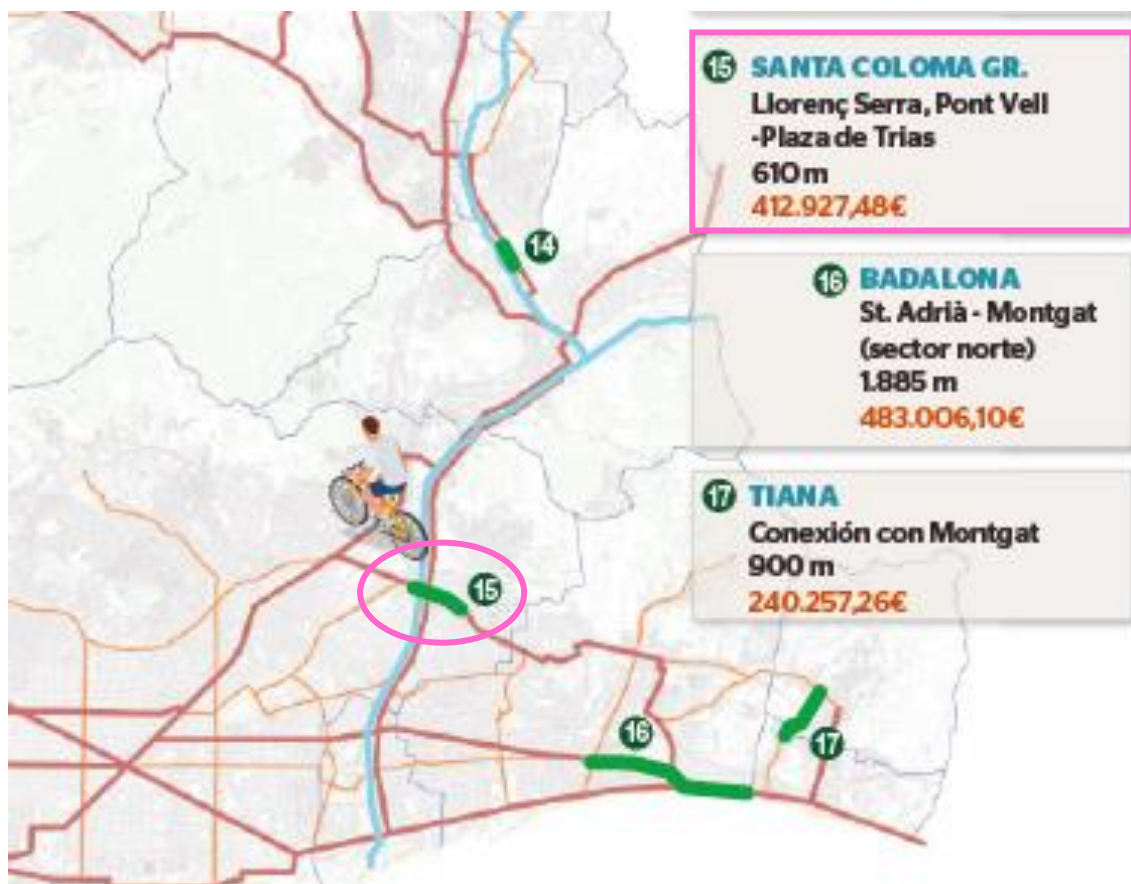 15 SANTA COLOMA GR.
Llorenç Serra, Pont Vell
-Plaza de Trias
610 m
412.927,48€
14
16 BADALONA
St. Adrià - Montgat
(sector norte)
1.885 m
483.006,10€
17 TIANA
Conexión con Montgat
900 m
240.257,26€
15
16
17